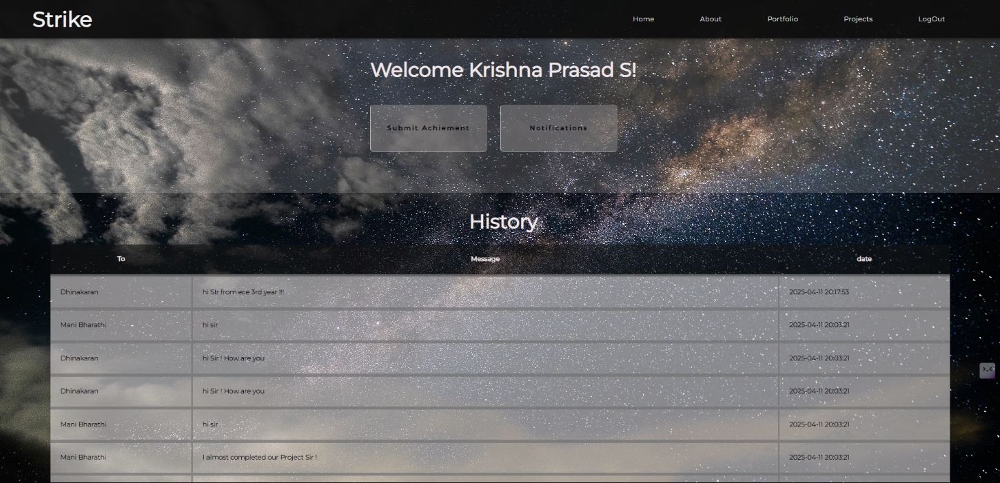 Strike
Home About Portfolio Projects LogOut
Welcome Krishna Prasad S!
Submit Achiement Notifications
History
To Message date
Dhinakaran hi SIr from ece 3rd year !!! 2025-04-11 20:17:53
Mani Bharathi hi sir 2025-04-11 20:03:21
Dhinakaran hi Sir ! How are you 2025-04-11 20:03:21
Dhinakaran hi Sir ! How are you 2025-04-11 20:03:21
Mani Bharathi hi sir 2025-04-11 20:03:21
Mani Bharathi I almost completed our Project Sir ! 2025-04-11 20:03:21